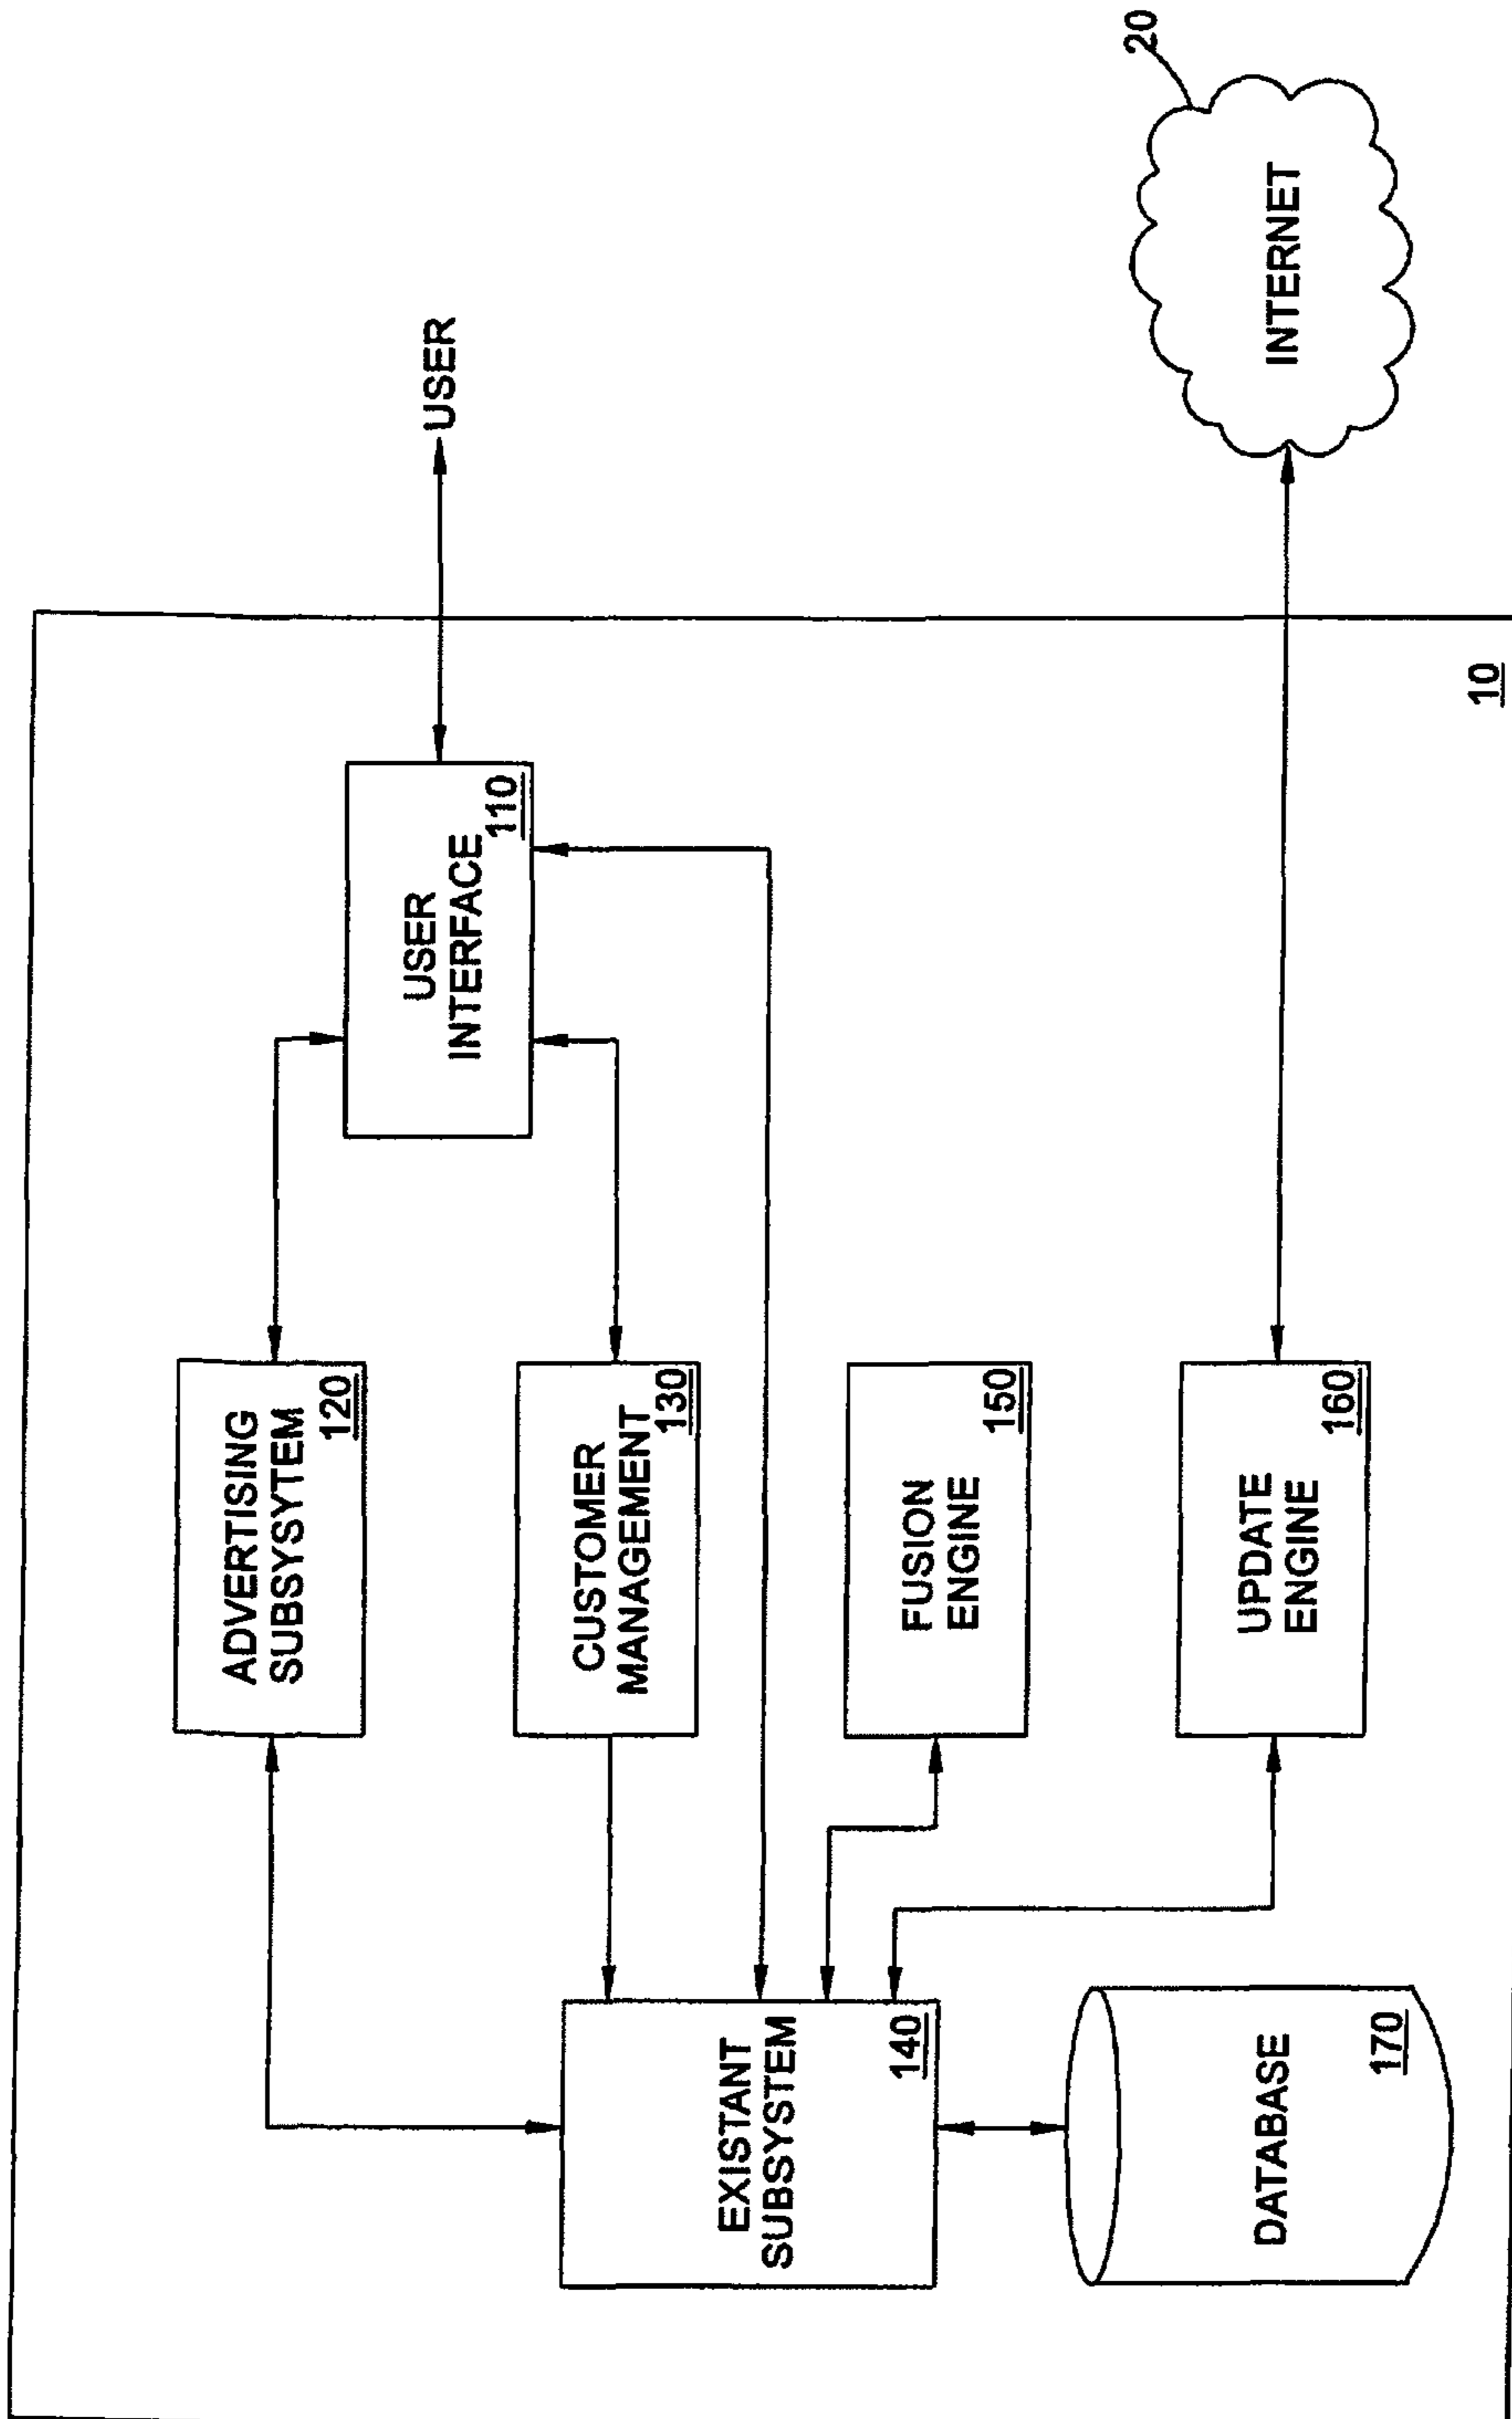 ADVERTISING
SUBSYTEM
120
USER
INTERFACE
110
USER
CUSTOMER
MANAGEMENT
130
EXISTANT
SUBSYSTEM
140
FUSION
ENGINE
150
UPDATE
ENGINE
160
DATABASE
170
INTERNET
20
10